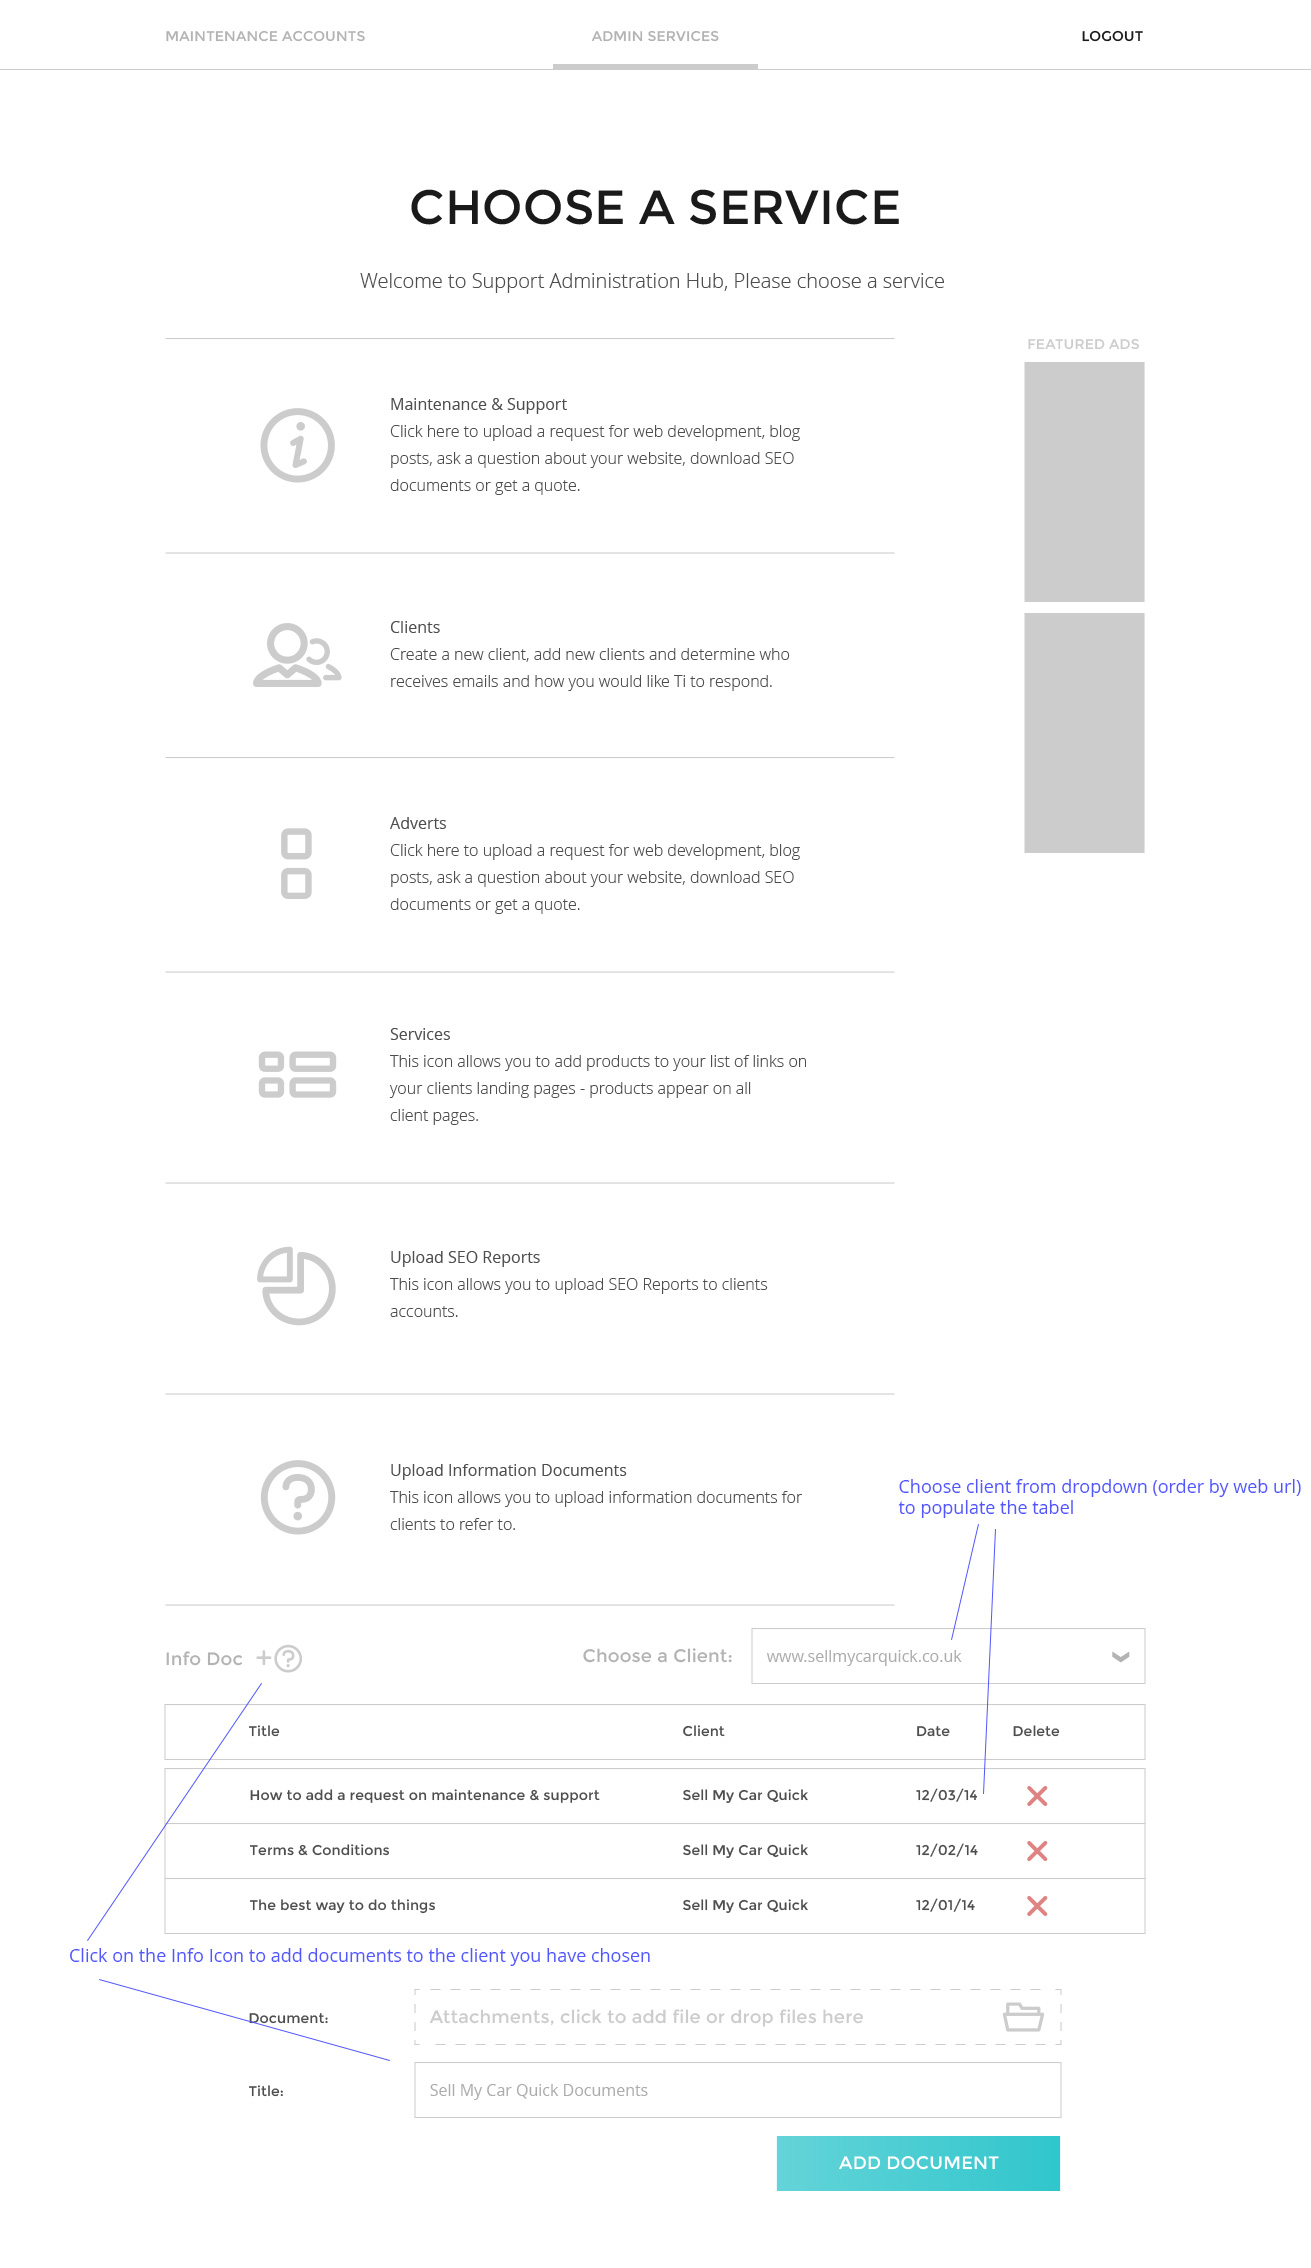 MAINTENANCE ACCOUNTS
ADMIN SERVICES
LOGOUT
CHOOSE A SERVICE
Welcome to Support Administration Hub, Please choose a service
FEATURED ADS
Maintenance & Support
Click here to upload a request for web development, blog
posts, ask a question about your website, download SEO
documents or get a quote.
Clients
Create a new client, add new clients and determine who
receives emails and how you would like Ti to respond.
Adverts
Click here to upload a request for web development, blog
posts, ask a question about your website, download SEO
documents or get a quote.
Services
This icon allows you to add products to your list of links on
your clients landing pages - products appear on all
client pages.
Upload SEO Reports
This icon allows you to upload SEO Reports to clients
accounts.
Upload Information Documents
This icon allows you to upload information documents for
clients to refer to.
Choose client from dropdown (order by web url)
to populate the tabel
Info Doc
Choose a Client:
www.sellmycarquick.co.uk
Title Client Date Delete
How to add a request on maintenance & support Sell My Car Quick 12/03/14
Terms & Conditions Sell My Car Quick 12/02/14
The best way to do things Sell My Car Quick 12/01/14
Click on the Info Icon to add documents to the client you have chosen
Document:
Attachments, click to add file or drop files here
Title:
Sell My Car Quick Documents
ADD DOCUMENT